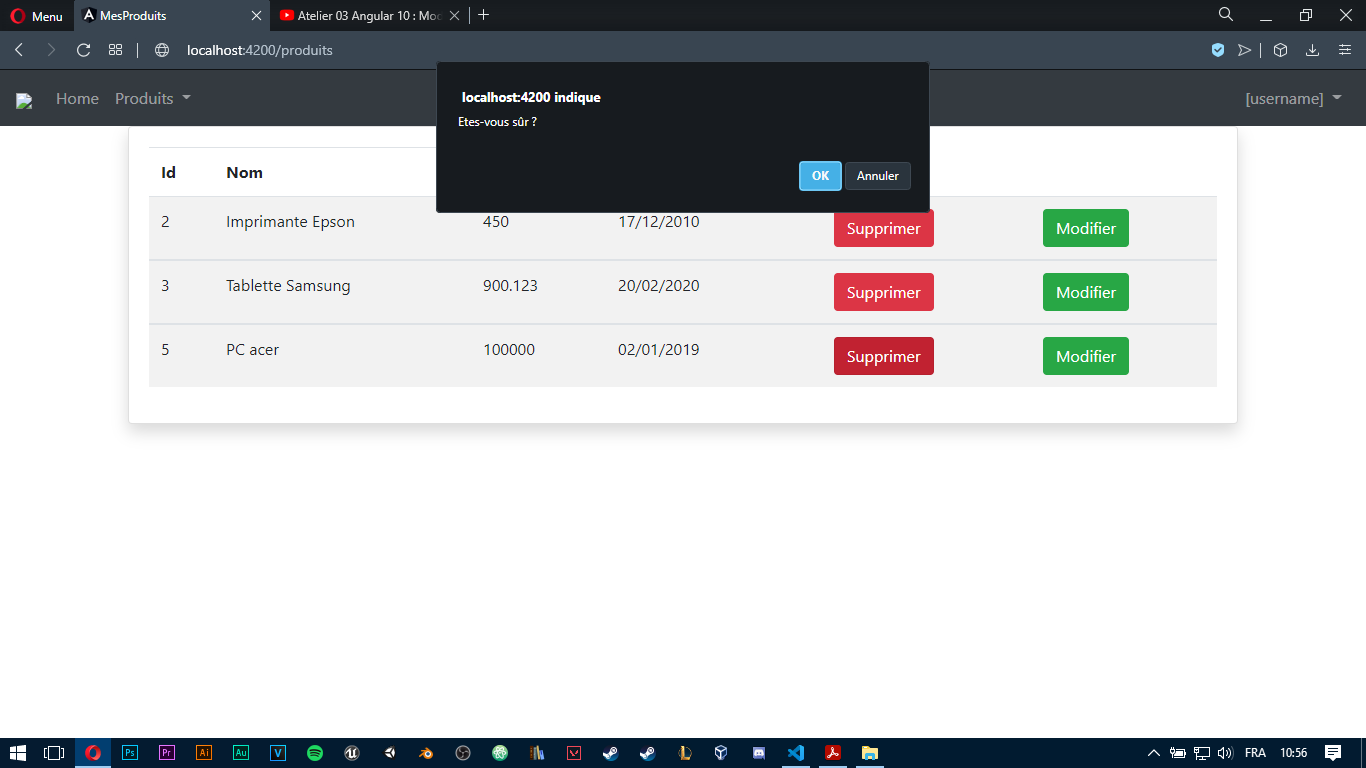 Menu
MesProduits
Atelier 03 Angular 10 : Mod
localhost:4200/produits
Home
Produits
[username]
localhost:4200 indique
Etes-vous sûr ?
OK
Annuler
Id
Nom
2
Imprimante Epson
450
17/12/2010
Supprimer
Modifier
3
Tablette Samsung
900.123
20/02/2020
Supprimer
Modifier
5
PC acer
100000
02/01/2019
Supprimer
Modifier
Ps
Pr
Ai
Au
V
FRA
10:56